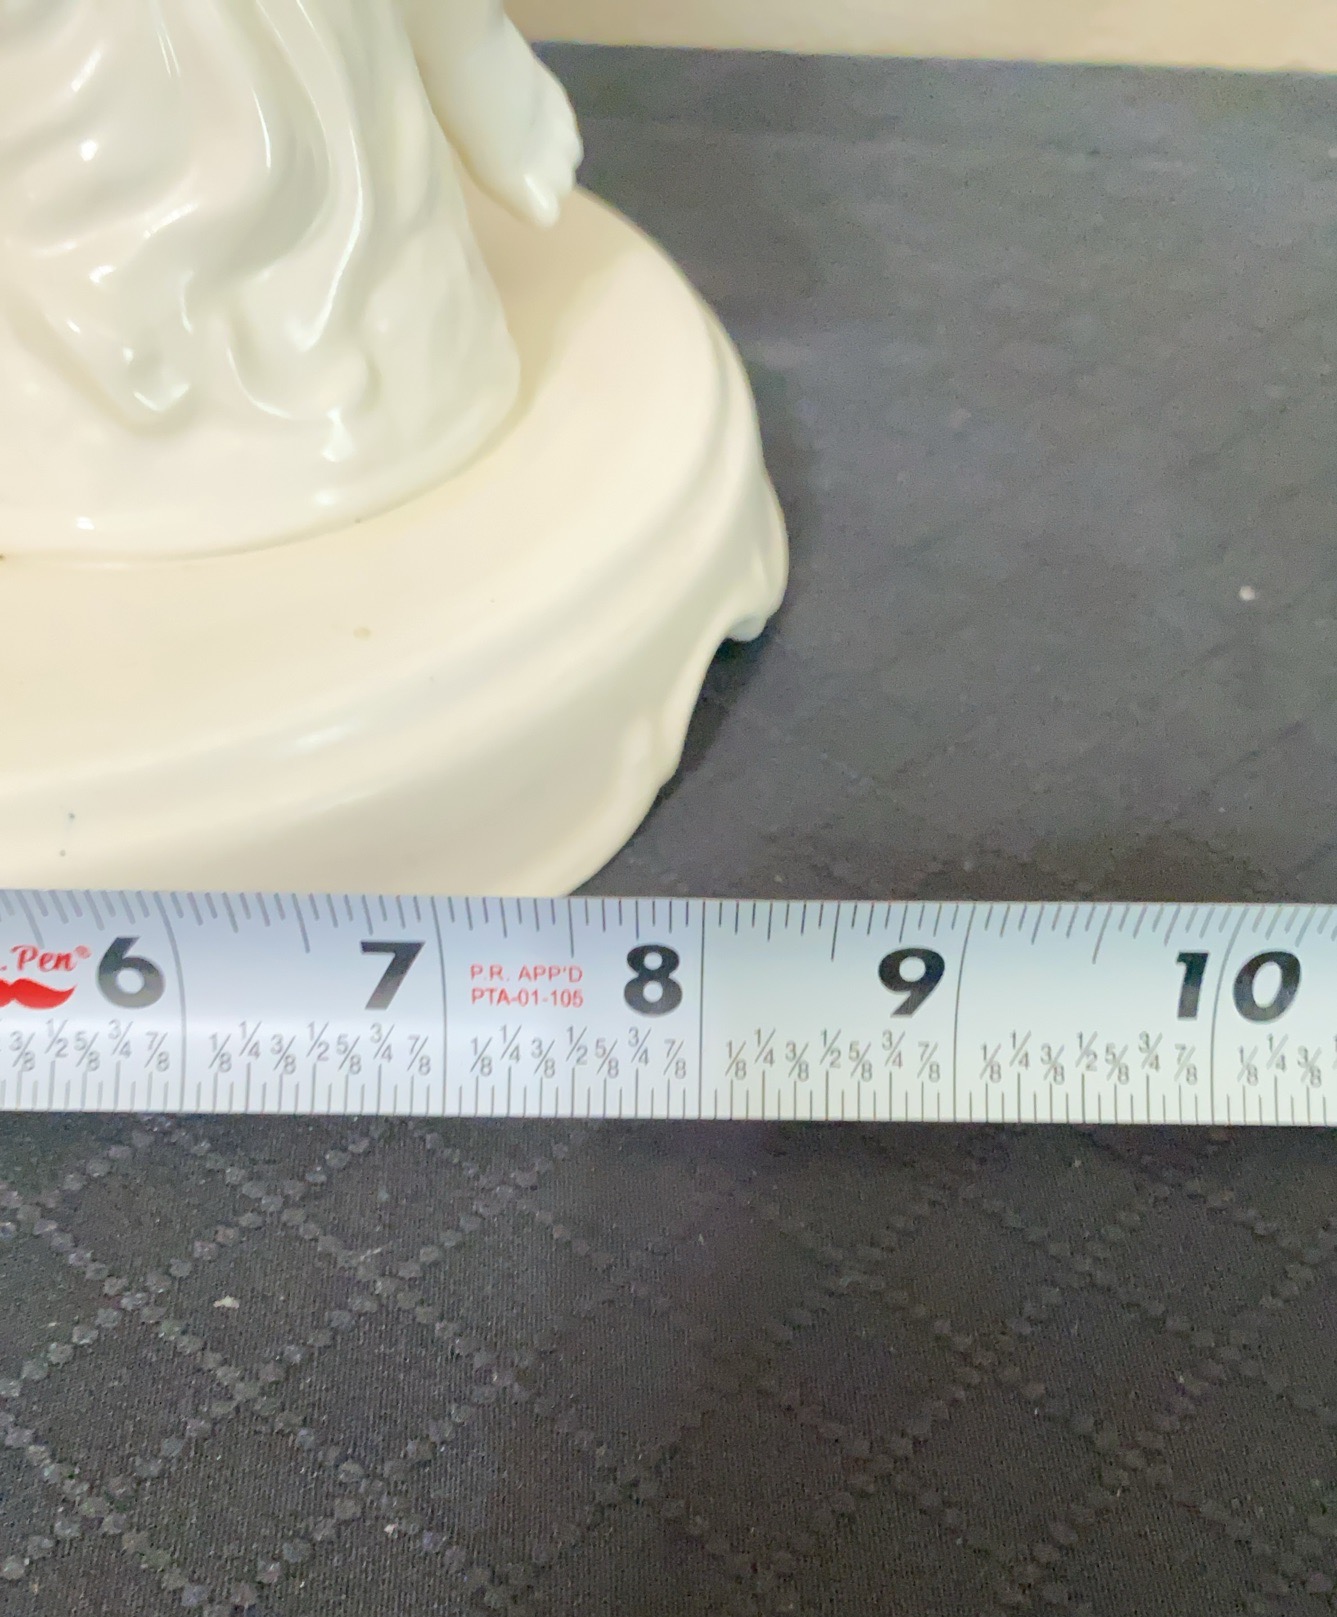 . Pen®
6 7 8 9 10
P.R. APP'D
PTA-01-105
3/8 1/2 5/8 3/4 7/8 1/8 1/4 3/8 1/2 5/8 3/4 7/8 1/8 1/4 3/8 1/2 5/8 3/4 7/8 1/8 1/4 3/8 1/2 5/8 3/4 7/8 1/8 1/4 3/8 1/2 5/8 3/4 7/8 1/8 1/4 3/8